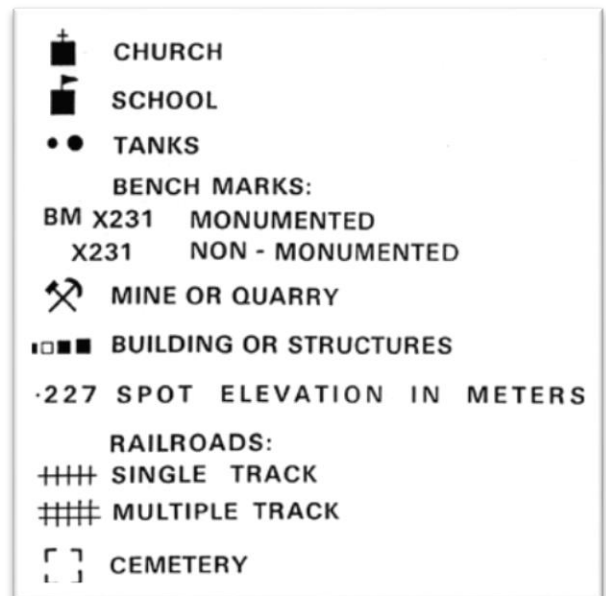 CHURCH
SCHOOL
TANKS
BENCH MARKS:
BM X231 MONUMENTED
X231 NON - MONUMENTED
MINE OR QUARRY
BUILDING OR STRUCTURES
·227 SPOT ELEVATION IN METERS
RAILROADS:
SINGLE TRACK
MULTIPLE TRACK
CEMETERY